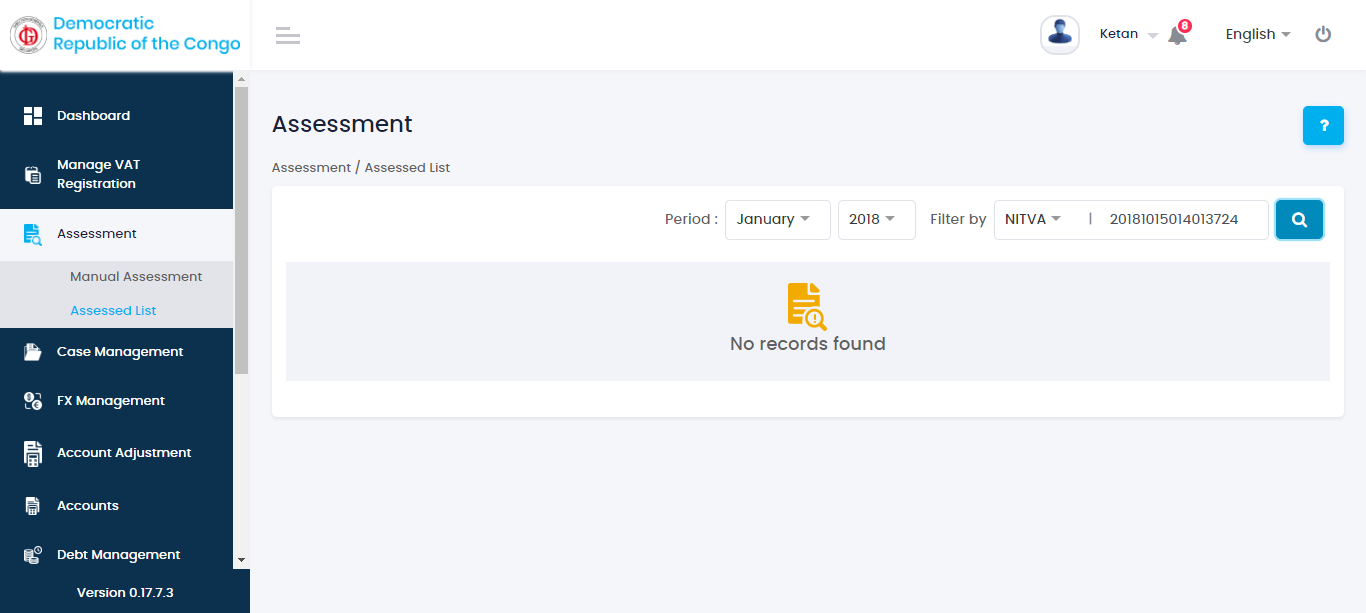 Democratic
Republic of the Congo
Ketan
8
English
Dashboard
Manage VAT
Registration
Assessment
Manual Assessment
Assessed List
Case Management
FX Management
Account Adjustment
Accounts
Debt Management
Version 0.17.7.3
Assessment
?
Assessment / Assessed List
Period : January 2018 Filter by NITVA | 20181015014013724
No records found